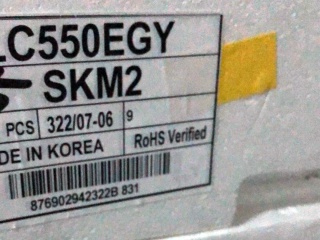 LC550EGY
SKM2
PCS 322/07-06 9
DE IN KOREA RoHS Verified
876902942322B 831